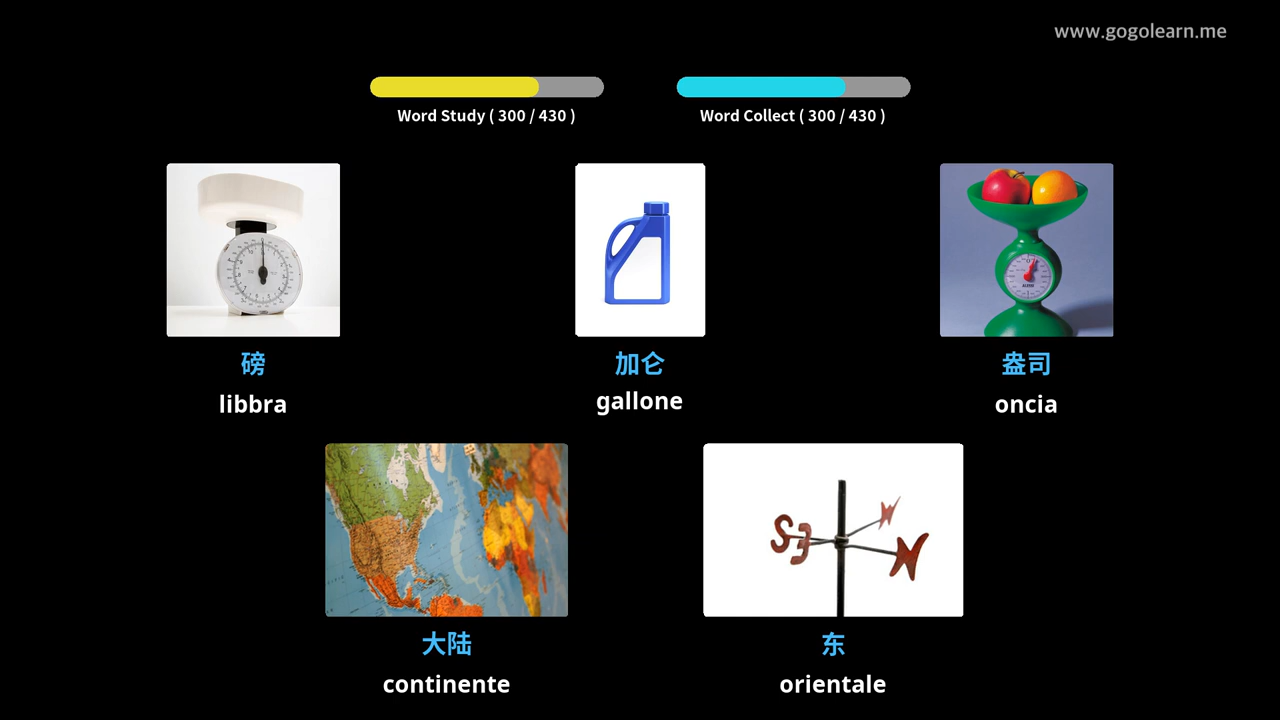 www.gogolearn.me
Word Study ( 300 / 430 )
Word Collect ( 300 / 430 )
磅
libbra
加仑
gallone
盎司
oncia
大陆
continente
东
orientale